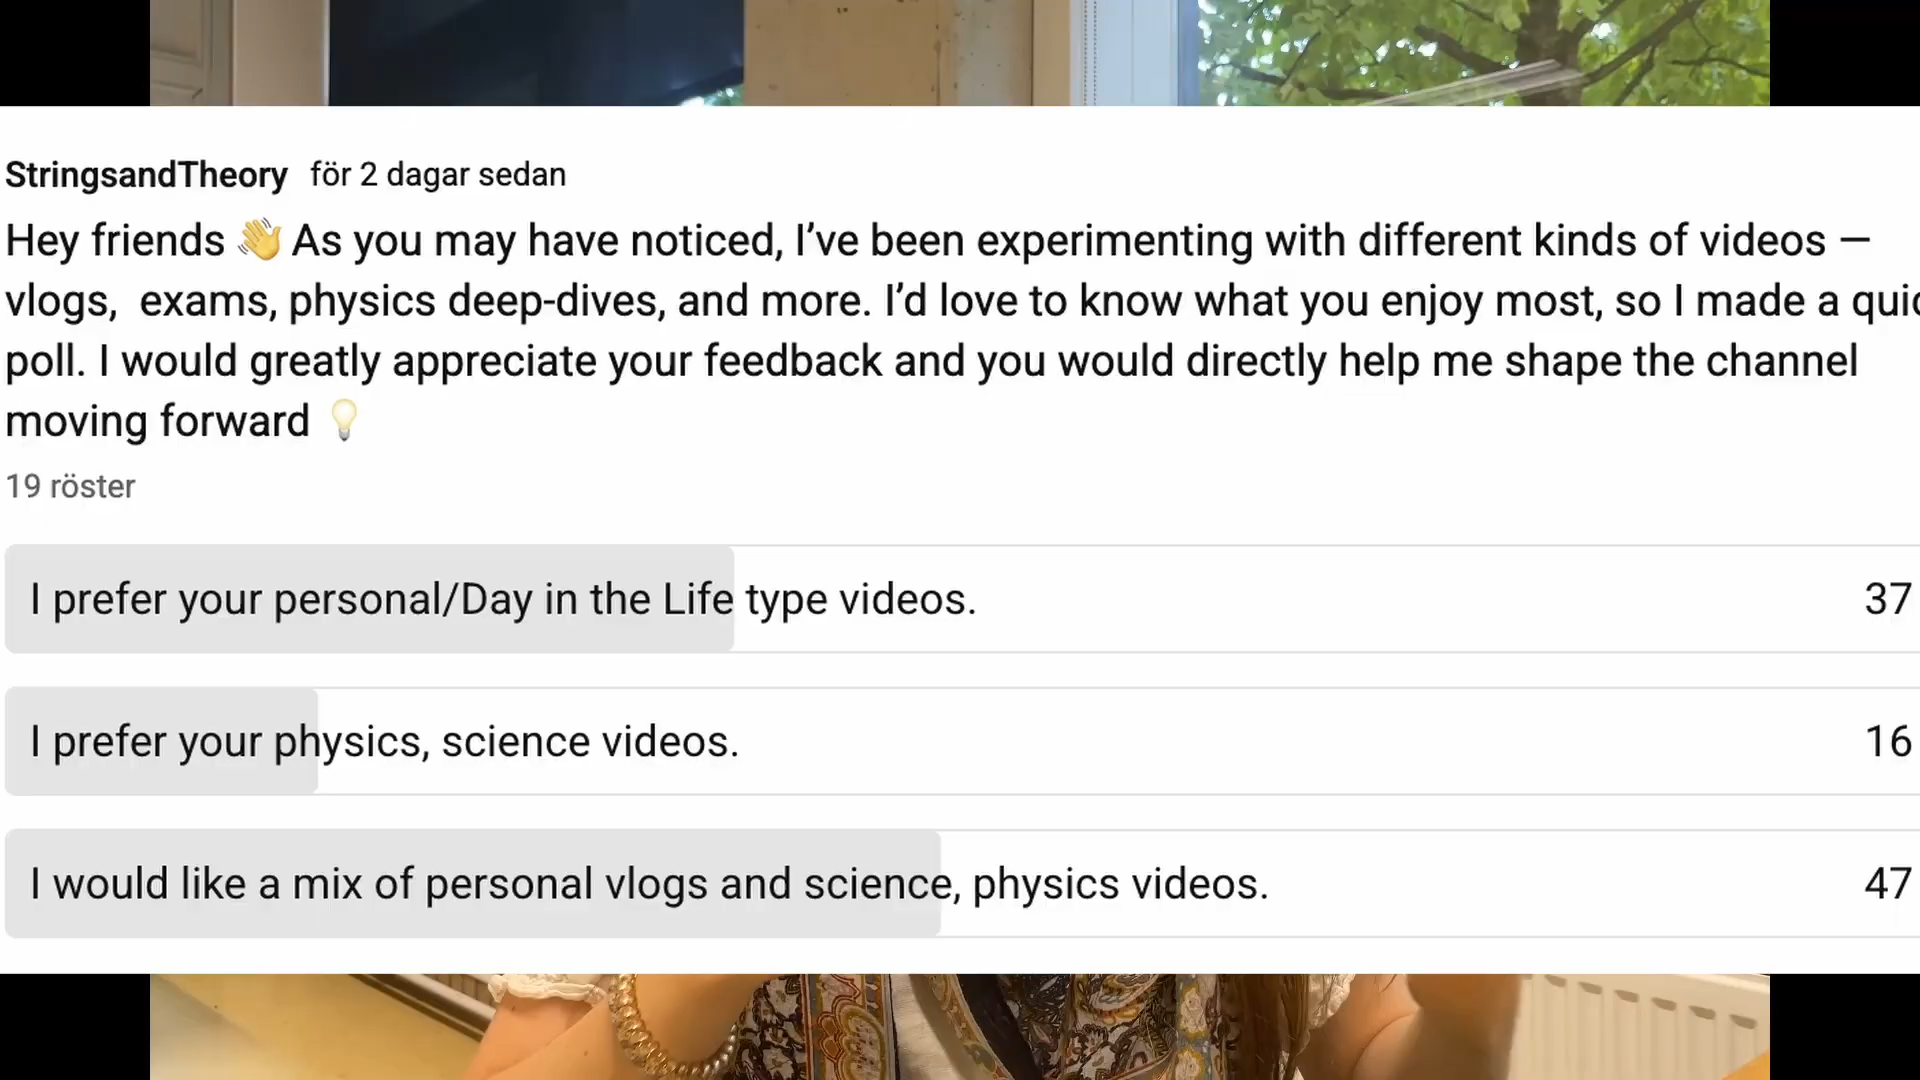 StringsandTheory för 2 dagar sedan
Hey friends 👋 As you may have noticed, I’ve been experimenting with different kinds of videos —
vlogs, exams, physics deep-dives, and more. I’d love to know what you enjoy most, so I made a
poll. I would greatly appreciate your feedback and you would directly help me shape the channel
moving forward 💡
19 röster
I prefer your personal/Day in the Life type videos. 37
I prefer your physics, science videos. 16
I would like a mix of personal vlogs and science, physics videos. 47